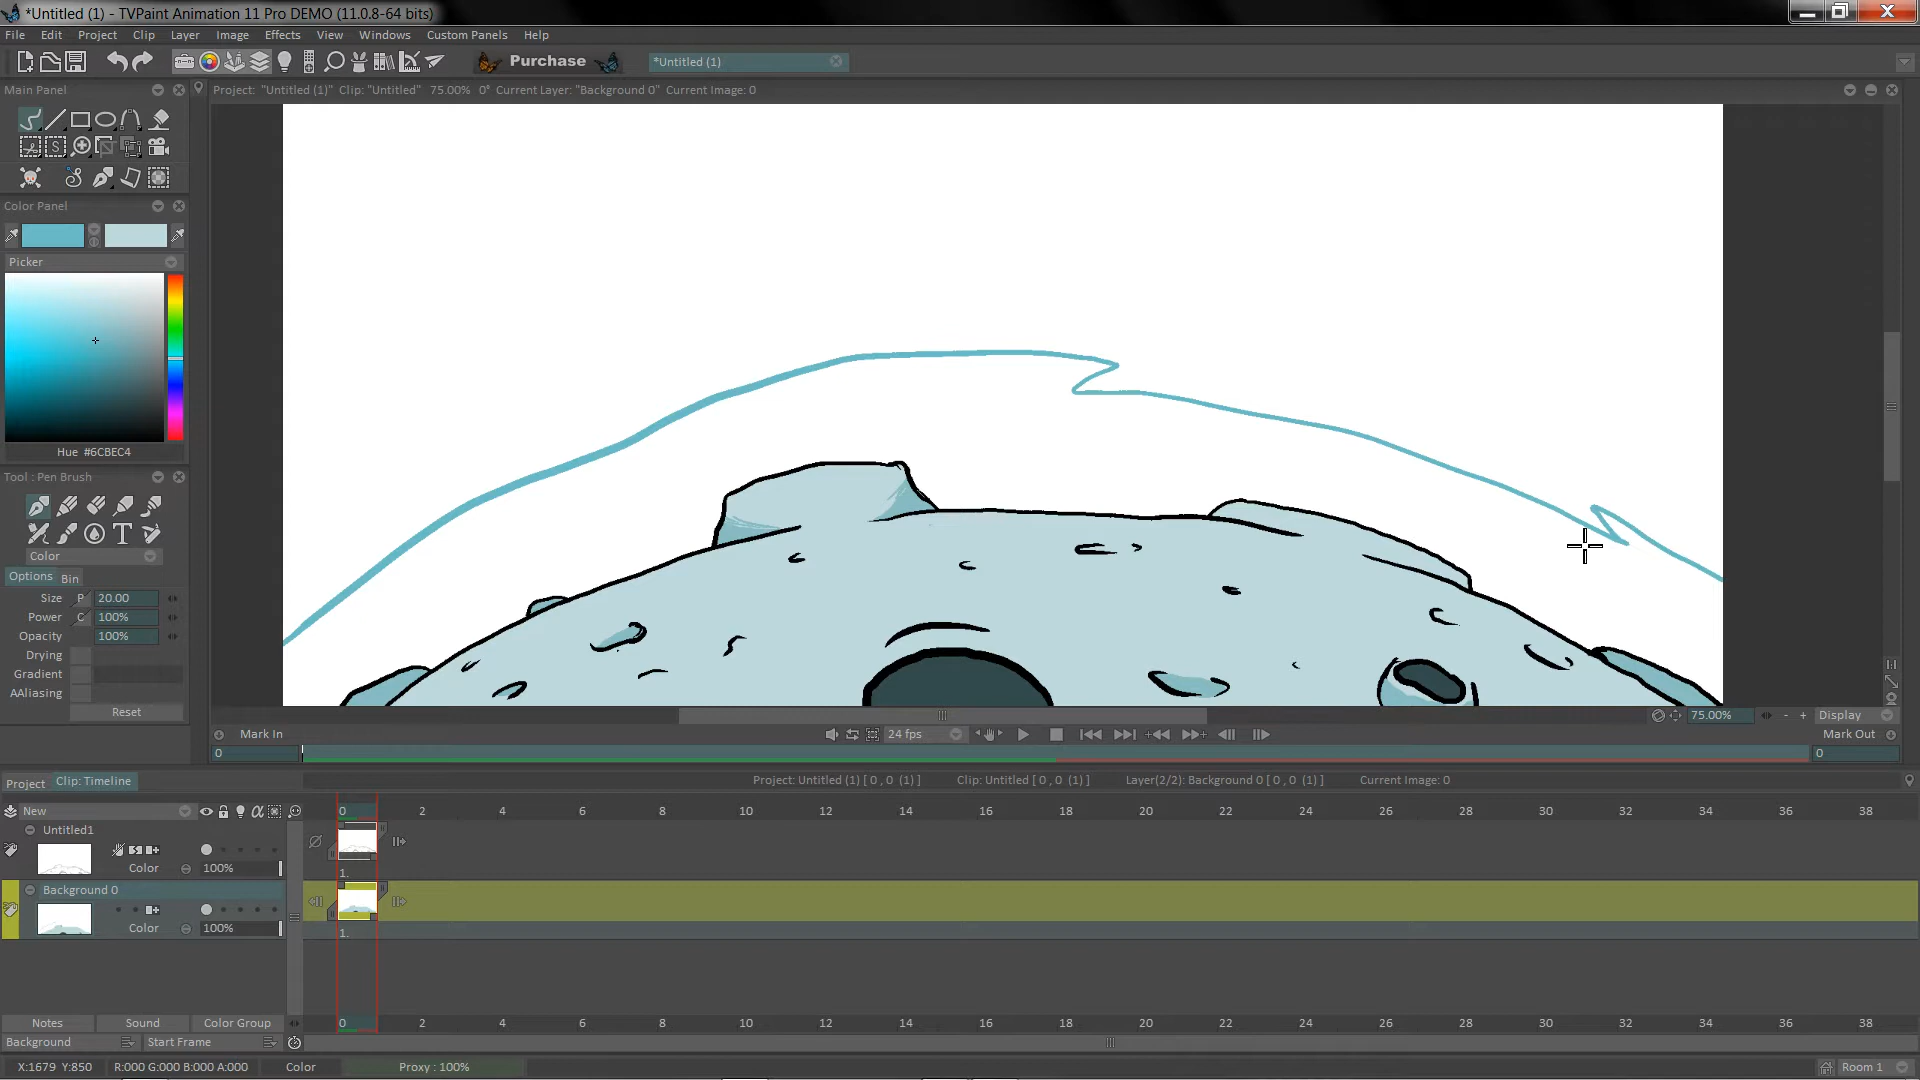 *Untitled (1) - TVPaint Animation 11 Pro DEMO (11.0.8-64 bits)
File Edit Project Clip Layer Image Effects View Windows Custom Panels Help
Purchase *Untitled (1)
Main Panel
Project: "Untitled (1)" Clip: "Untitled" 75.00% 0° Current Layer: "Background 0" Current Image: 0
S
Color Panel
Picker
Hue #6CBEC4
Tool : Pen Brush
T
Color
Options Bin
Size P 20.00
Power C 100%
Opacity 100%
Drying
Gradient
AAliasing
Reset
75.00% - + Display
Mark In 24 fps Mark Out
0 0
Project Clip: Timeline Project: Untitled (1) [ 0 , 0 (1) ] Clip: Untitled [ 0 , 0 (1) ] Layer(2/2): Background 0 [ 0 , 0 (1) ] Current Image: 0
New 0 2 4 6 8 10 12 14 16 18 20 22 24 26 28 30 32 34 36 38
Untitled1
Color 100% 1.
Background 0
Color 100% 1.
Notes Sound Color Group 0 2 4 6 8 10 12 14 16 18 20 22 24 26 28 30 32 34 36 38
Background Start Frame
X:1679 Y:850 R:000 G:000 B:000 A:000 Color Proxy : 100% Room 1